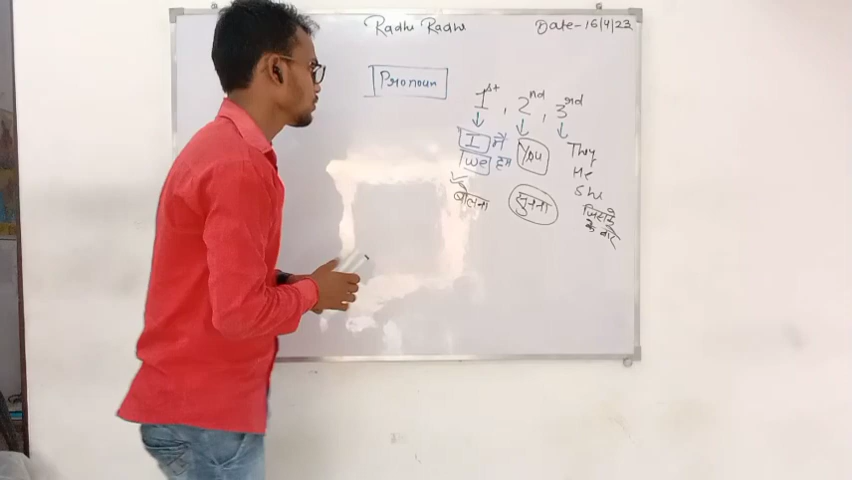 Radhe Radhe
Date-16/4/23
Pronoun
1st, 2nd, 3rd
I मैं
You
They
We हम
He
She
बोलना
सुनना
जिसके
के बारे